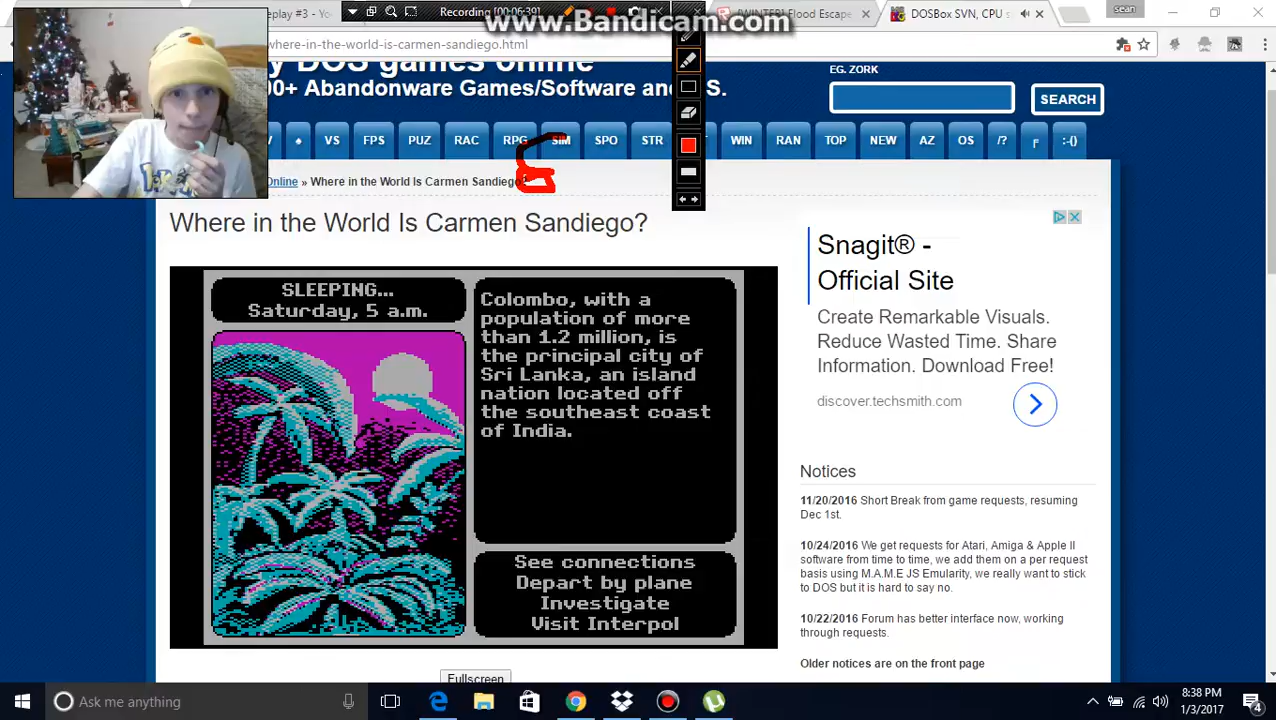 eplay #3 - Yo
Recording [00:06:39]
www.Bandicam.com
[WINTER] Flood Escape
DOSBox SVN, CPU s
sean
where-in-the-world-is-carmen-sandiego.html
y DOS games online
00+ Abandonware Games/Software and
S.
EG. ZORK
SEARCH
V
♠
VS
FPS
PUZ
RAC
RPG
SIM
SPO
STR
WIN
RAN
TOP
NEW
AZ
OS
/?
:-()
Online » Where in the World Is Carmen Sandiego?
Where in the World Is Carmen Sandiego?
SLEEPING...
Saturday, 5 a.m.
Colombo, with a
population of more
than 1.2 million, is
the principal city of
Sri Lanka, an island
nation located off
the southeast coast
of India.
See connections
Depart by plane
Investigate
Visit Interpol
Fullscreen
Snagit® -
Official Site
Create Remarkable Visuals.
Reduce Wasted Time. Share
Information. Download Free!
discover.techsmith.com
Notices
11/20/2016 Short Break from game requests, resuming
Dec 1st.
10/24/2016 We get requests for Atari, Amiga & Apple II
software from time to time, we add them on a per request
basis using M.A.M.E JS Emularity, we really want to stick
to DOS but it is hard to say no.
10/22/2016 Forum has better interface now, working
through requests.
Older notices are on the front page
Ask me anything
8:38 PM
1/3/2017
4